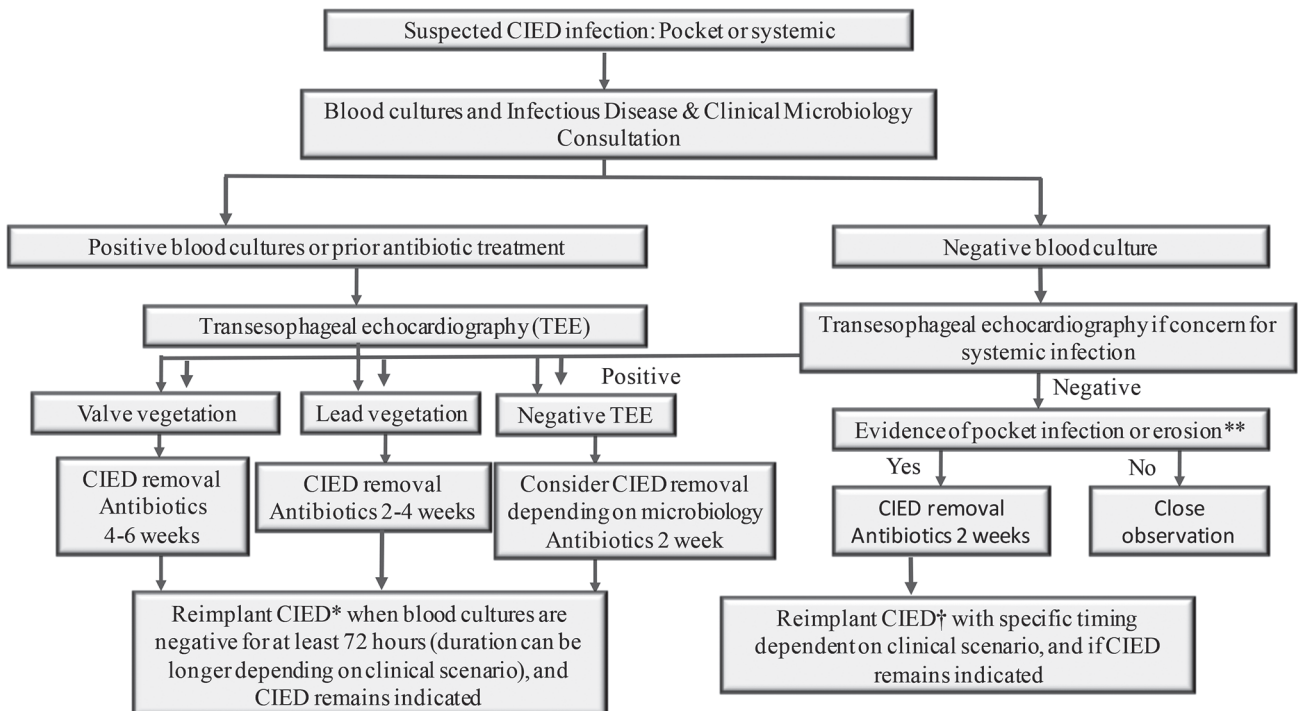 Suspected CIED infection: Pocket or systemic
Blood cultures and Infectious Disease & Clinical Microbiology
Consultation
Positive blood cultures or prior antibiotic treatment
Negative blood culture
Transesophageal echocardiography (TEE)
Transesophageal echocardiography if concern for
systemic infection
Positive
Negative
Valve vegetation
Lead vegetation
Negative TEE
Evidence of pocket infection or erosion**
Yes
No
CIED removal
Antibiotics
4-6 weeks
CIED removal
Antibiotics 2-4 weeks
Consider CIED removal
depending on microbiology
Antibiotics 2 week
CIED removal
Antibiotics 2 weeks
Close
observation
Reimplant CIED* when blood cultures are
negative for at least 72 hours (duration can be
longer depending on clinical scenario), and
CIED remains indicated
Reimplant CIED† with specific timing
dependent on clinical scenario, and if CIED
remains indicated